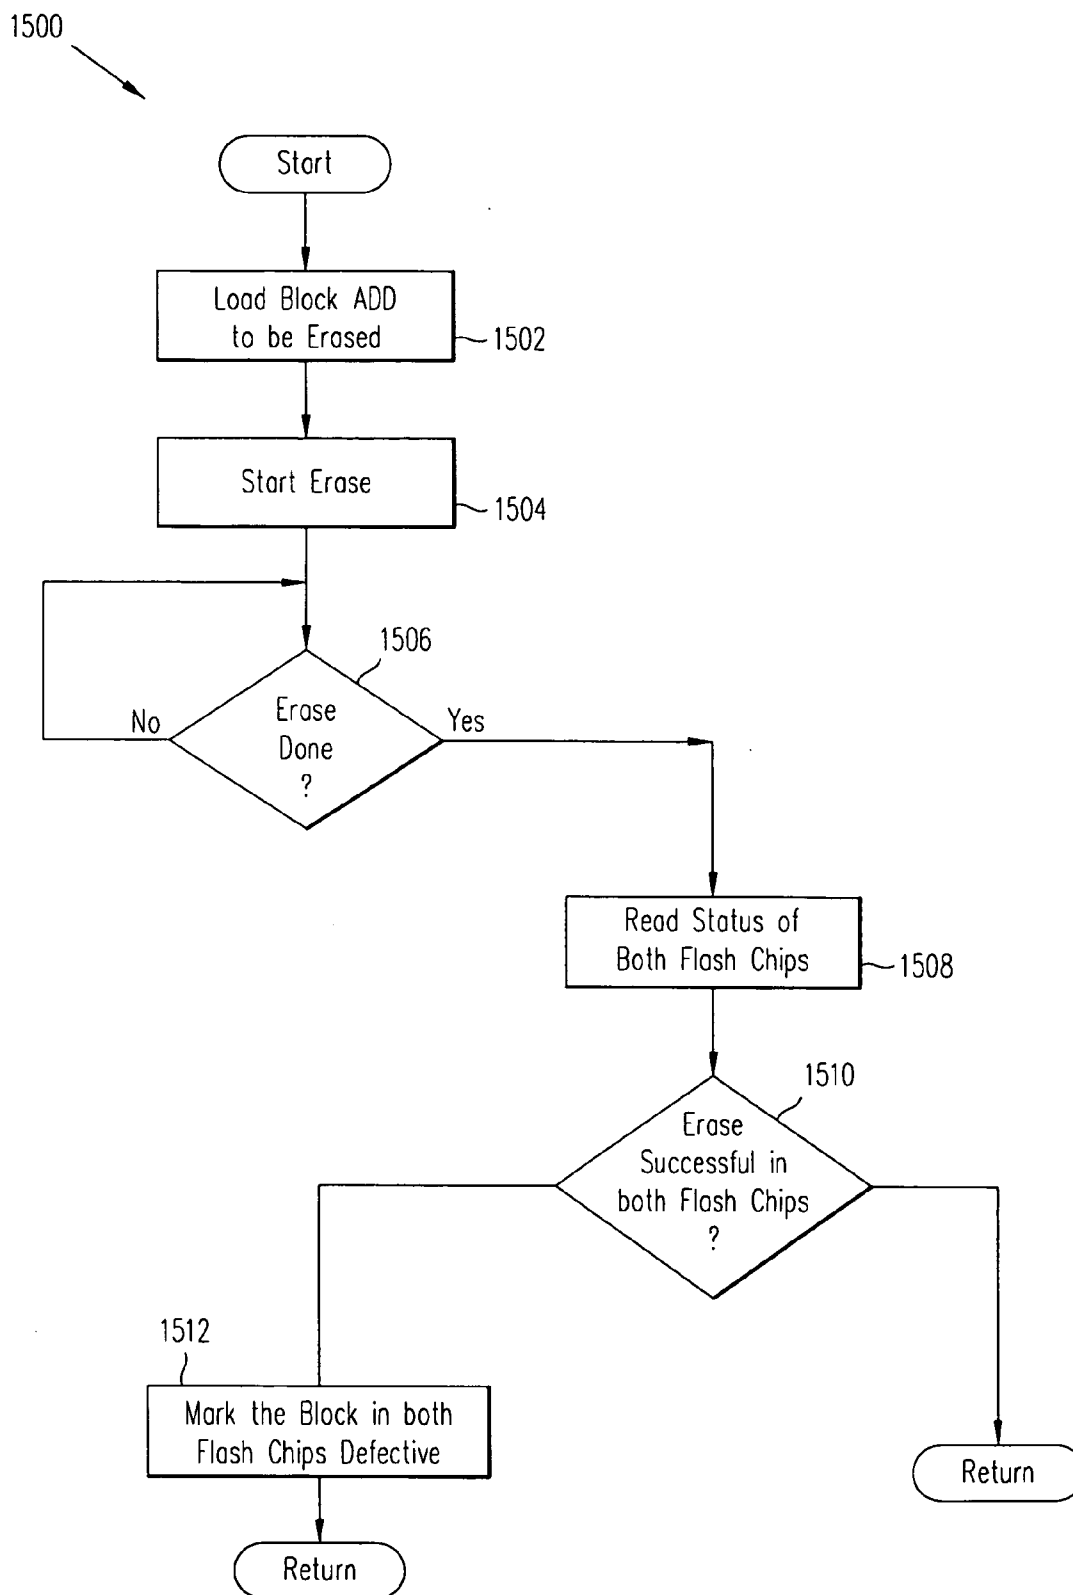 1500
Start
Load Block ADD
to be Erased
1502
Start Erase
1504
1506
Erase
Done
?
No
Yes
Read Status of
Both Flash Chips
1508
1510
Erase
Successful in
both Flash Chips
?
1512
Mark the Block in both
Flash Chips Defective
Return
Return